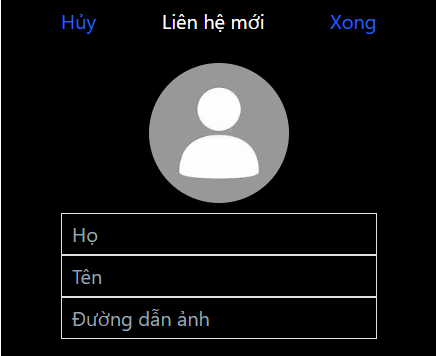 Hủy Liên hệ mới Xong
Họ
Tên
Đường dẫn ảnh